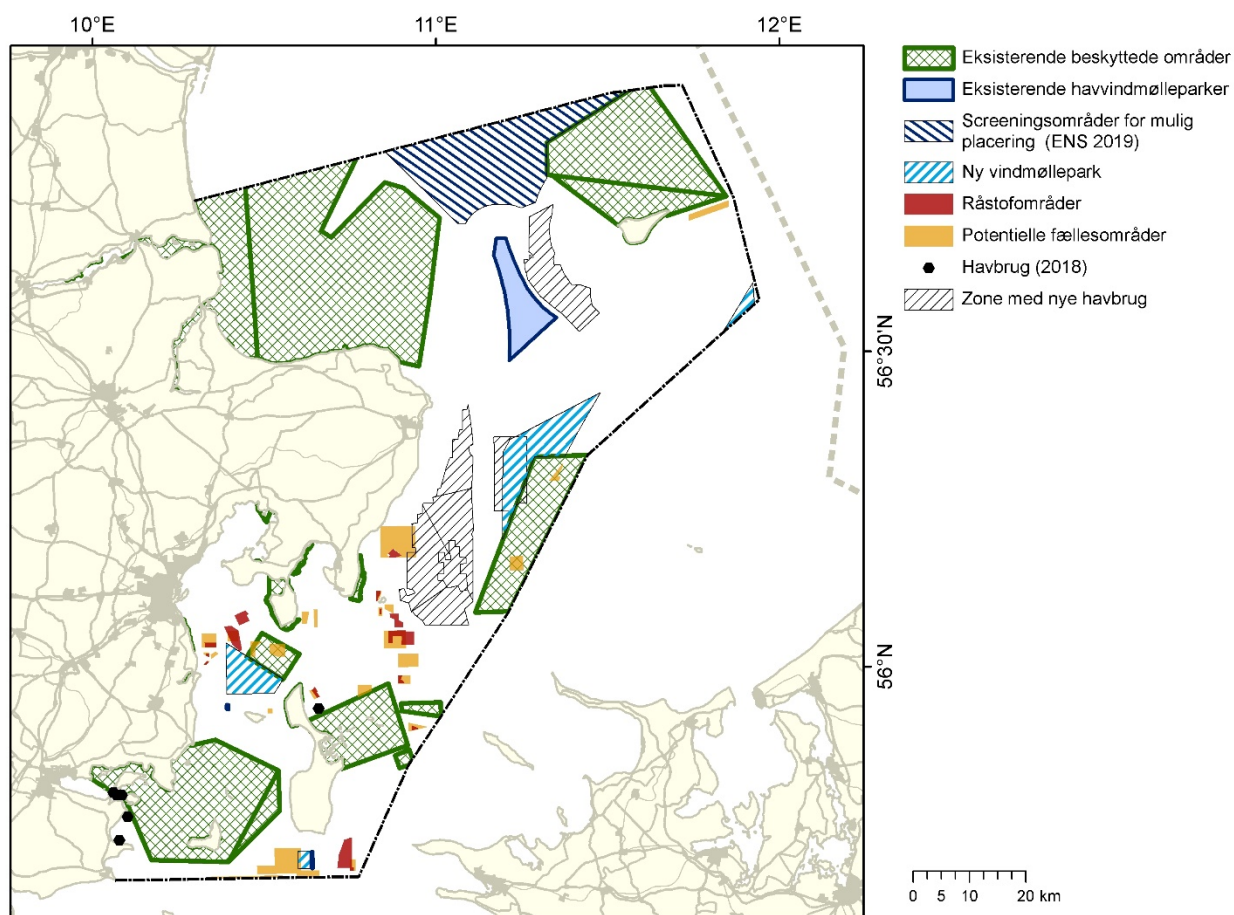 10°E
11°E
12°E
Eksisterende beskyttede områder
Eksisterende havvindmølleparker
Screeningsområder for mulig
placering (ENS 2019)
Ny vindmøllepark
Råstofområder
Potentielle fællesområder
Havbrug (2018)
Zone med nye havbrug
56°30'N
56°N
0 5 10 20 km